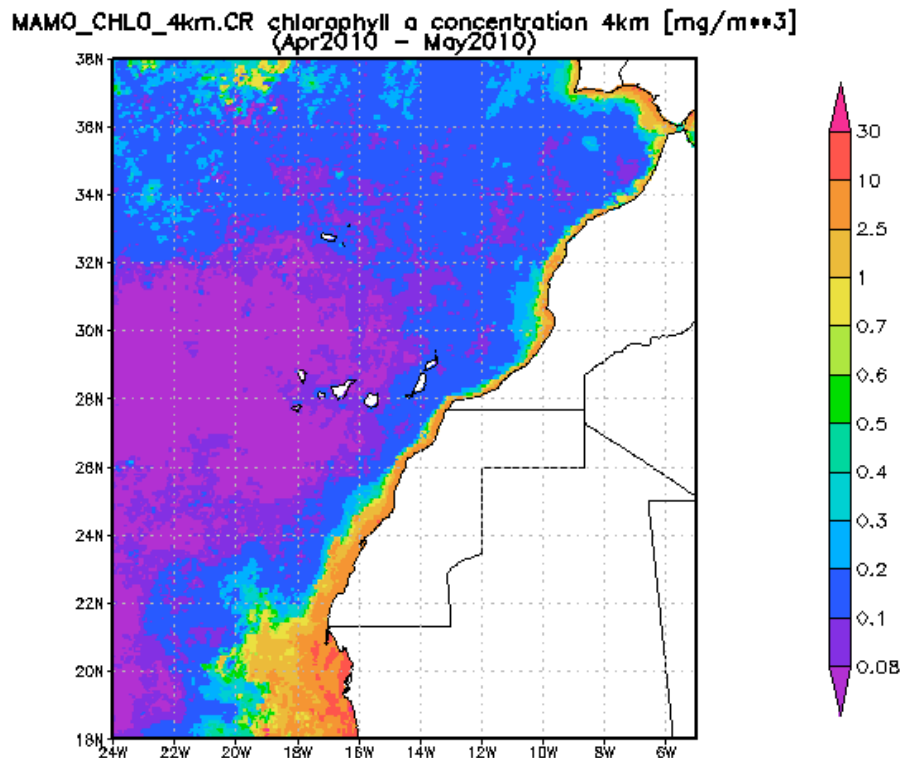 MAMO_CHLO_4km.CR chlorophyll a concentration 4km [mg/m**3]
(Apr2010 - May2010)
38N
36N
34N
32N
30N
28N
26N
24N
22N
20N
18N
24W 22W 20W 18W 16W 14W 12W 10W 8W 6W
30
10
2.5
1
0.7
0.6
0.5
0.4
0.3
0.2
0.1
0.08